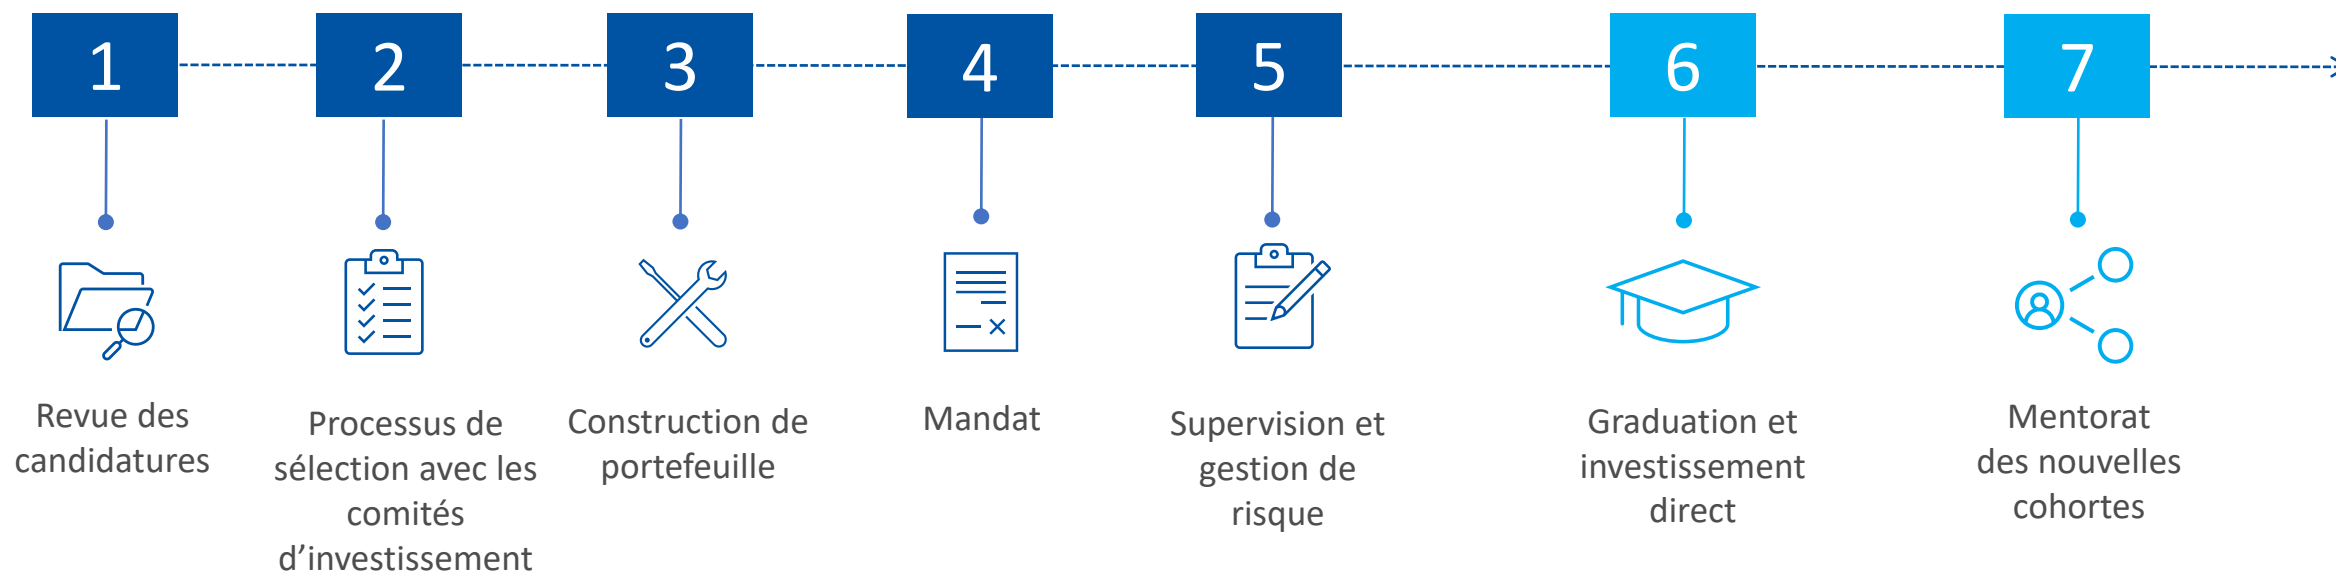 1
2
3
4
5
6
7
Revue des
candidatures
Processus de
sélection avec les
comités
d’investissement
Construction de
portefeuille
Mandat
Supervision et
gestion de
risque
Graduation et
investissement
direct
Mentorat
des nouvelles
cohortes